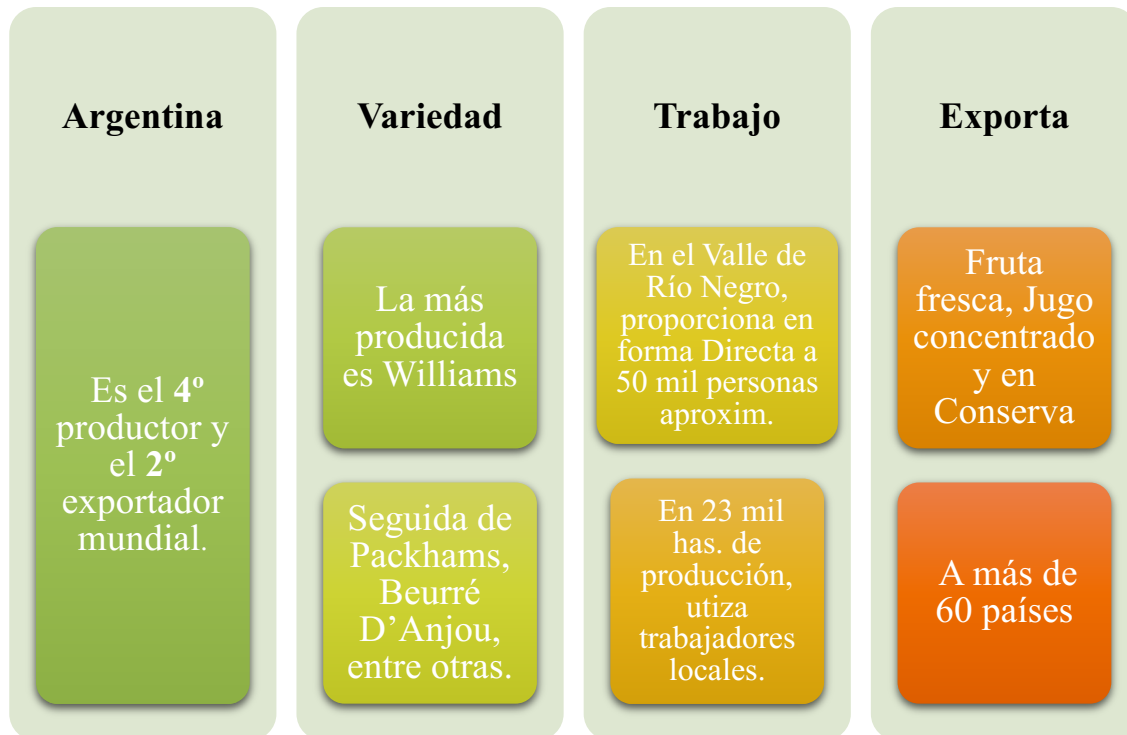 Argentina
Es el 4º
productor y
el 2º
exportador
mundial.
Variedad
La más
producida
es Williams
Seguida de
Packhams,
Beurré
D’Anjou,
entre otras.
Trabajo
En el Valle de
Río Negro,
proporciona en
forma Directa a
50 mil personas
aproxim.
En 23 mil
has. de
producción,
utiza
trabajadores
locales.
Exporta
Fruta
fresca, Jugo
concentrado
y en
Conserva
A más de
60 países